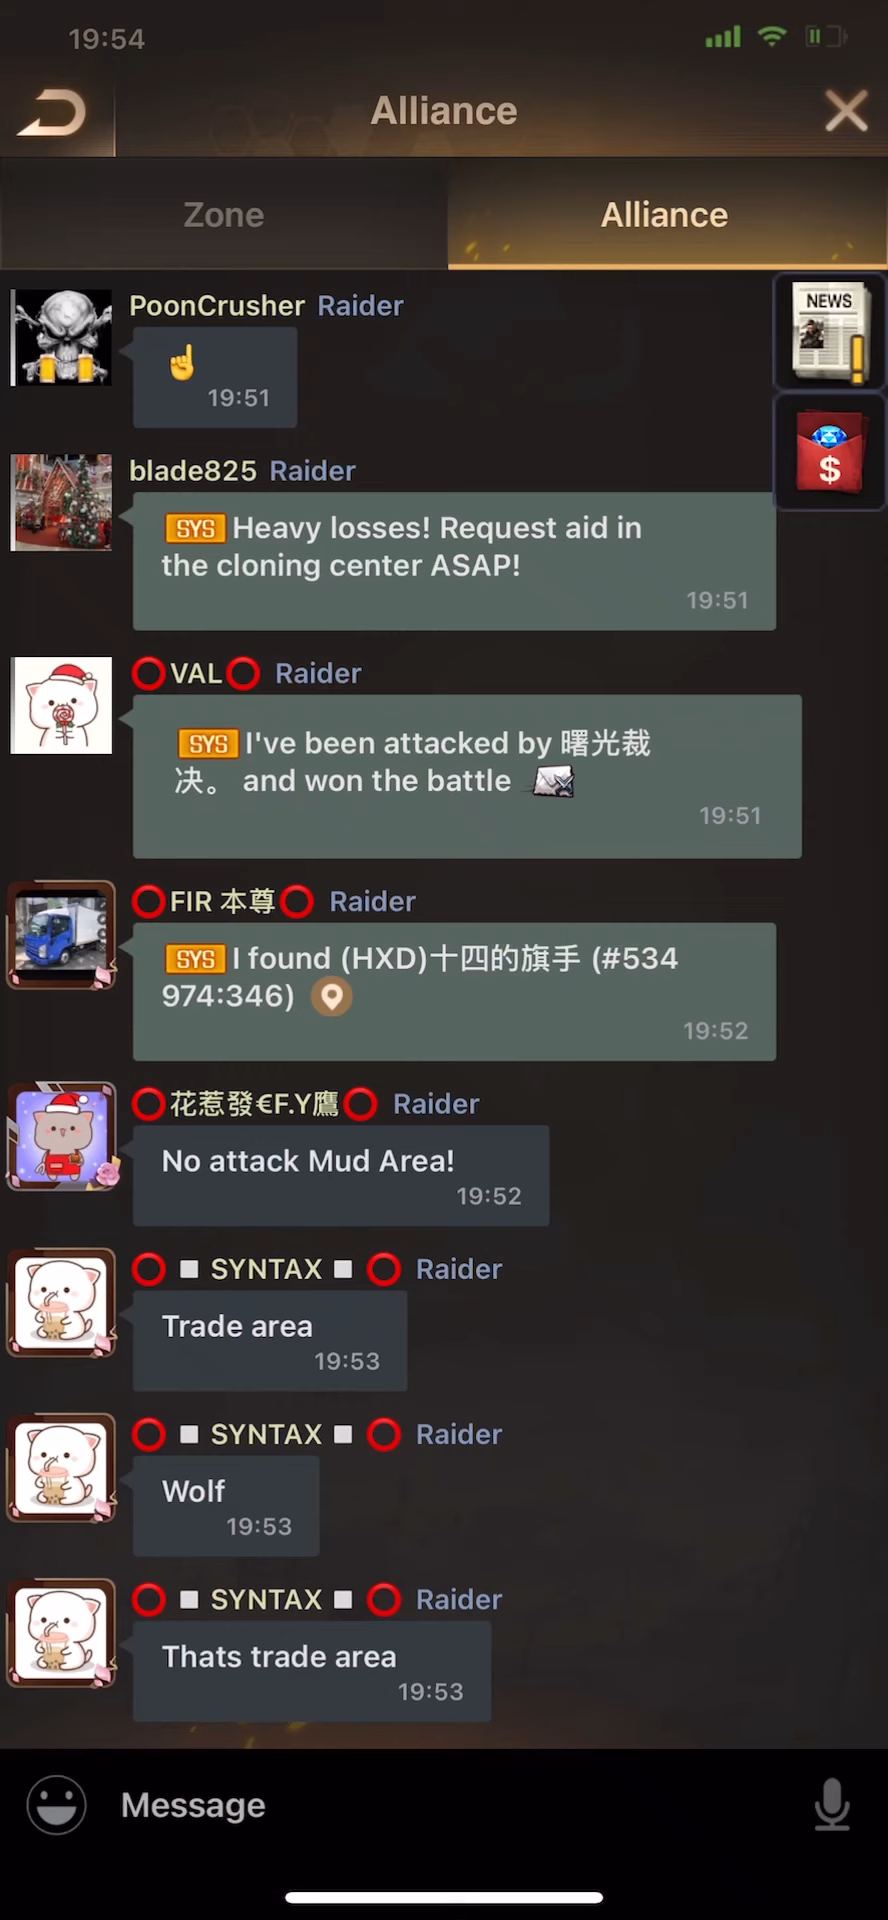 19:54
Alliance
Zone
Alliance
PoonCrusher Raider
☝
19:51
NEWS
$
blade825 Raider
SYS Heavy losses! Request aid in
the cloning center ASAP!
19:51
⭕VAL⭕ Raider
SYS I've been attacked by 曙光裁
决。 and won the battle
19:51
⭕FIR 本尊⭕ Raider
SYS I found (HXD)十四的旗手 (#534
974:346)
19:52
⭕花惹發€F.Y鷹⭕ Raider
No attack Mud Area!
19:52
⭕ ◽ SYNTAX ◽ ⭕ Raider
Trade area
19:53
⭕ ◽ SYNTAX ◽ ⭕ Raider
Wolf
19:53
⭕ ◽ SYNTAX ◽ ⭕ Raider
Thats trade area
19:53
Message